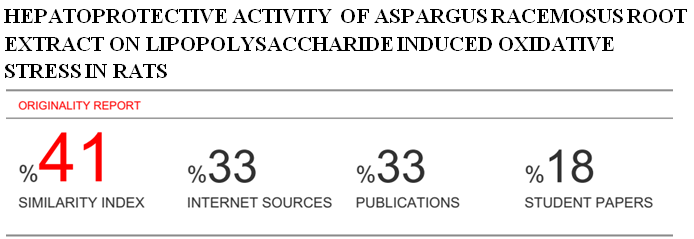 HEPATOPROTECTIVE ACTIVITY OF ASPARGUS RACEMOSUS ROOT
EXTRACT ON LIPOPOLYSACCHARIDE INDUCED OXIDATIVE
STRESS IN RATS
ORIGINALITY REPORT
%41 %33 %33 %18
SIMILARITY INDEX INTERNET SOURCES PUBLICATIONS STUDENT PAPERS